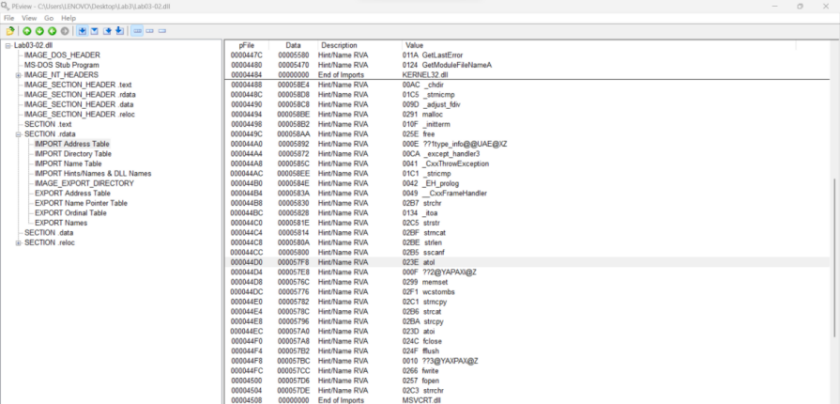 PEview - C:\Users\LENOVO\Desktop\Lab3\Lab03-02.dll
File View Go Help
Lab03-02.dll
IMAGE_DOS_HEADER
MS-DOS Stub Program
IMAGE_NT_HEADERS
IMAGE_SECTION_HEADER .text
IMAGE_SECTION_HEADER .rdata
IMAGE_SECTION_HEADER .data
IMAGE_SECTION_HEADER .reloc
SECTION .text
SECTION .rdata
IMPORT Address Table
IMPORT Directory Table
IMPORT Name Table
IMPORT Hints/Names & DLL Names
IMAGE_EXPORT_DIRECTORY
EXPORT Address Table
EXPORT Name Pointer Table
EXPORT Ordinal Table
EXPORT Names
SECTION .data
SECTION .reloc
pFile Data Description Value
0000447C 00005580 Hint/Name RVA 011A GetLastError
00004480 00005470 Hint/Name RVA 0124 GetModuleFileNameA
00004484 00000000 End of Imports KERNEL32.dll
00004488 000058E4 Hint/Name RVA 00AC _chdir
0000448C 000058D8 Hint/Name RVA 01C5 _strnicmp
00004490 000058C8 Hint/Name RVA 009D _adjust_fdiv
00004494 000058BE Hint/Name RVA 0291 malloc
00004498 000058B2 Hint/Name RVA 010F _initterm
0000449C 000058AA Hint/Name RVA 025E free
000044A0 00005892 Hint/Name RVA 000E ??1type_info@@UAE@XZ
000044A4 00005872 Hint/Name RVA 00CA _except_handler3
000044A8 0000585C Hint/Name RVA 0041 _CxxThrowException
000044AC 000058EE Hint/Name RVA 01C1 _stricmp
000044B0 0000584E Hint/Name RVA 0042 _EH_prolog
000044B4 0000583A Hint/Name RVA 0049 __CxxFrameHandler
000044B8 00005830 Hint/Name RVA 02B7 strchr
000044BC 00005828 Hint/Name RVA 0134 _itoa
000044C0 0000581E Hint/Name RVA 02C5 strstr
000044C4 00005814 Hint/Name RVA 02BF strncat
000044C8 0000580A Hint/Name RVA 02BE strlen
000044CC 00005800 Hint/Name RVA 02B5 sscanf
000044D0 000057F8 Hint/Name RVA 023E atol
000044D4 000057E8 Hint/Name RVA 000F ??2@YAPAXI@Z
000044D8 0000576C Hint/Name RVA 0299 memset
000044DC 00005776 Hint/Name RVA 02F1 wcstombs
000044E0 00005782 Hint/Name RVA 02C1 strncpy
000044E4 0000578C Hint/Name RVA 02B6 strcat
000044E8 00005796 Hint/Name RVA 02BA strcpy
000044EC 000057A0 Hint/Name RVA 023D atoi
000044F0 000057A8 Hint/Name RVA 024C fclose
000044F4 000057B2 Hint/Name RVA 024F fflush
000044F8 000057BC Hint/Name RVA 0010 ??3@YAXPAX@Z
000044FC 000057CC Hint/Name RVA 0266 fwrite
00004500 000057D6 Hint/Name RVA 0257 fopen
00004504 000057DE Hint/Name RVA 02C3 strrchr
00004508 00000000 End of Imports MSVCRT.dll